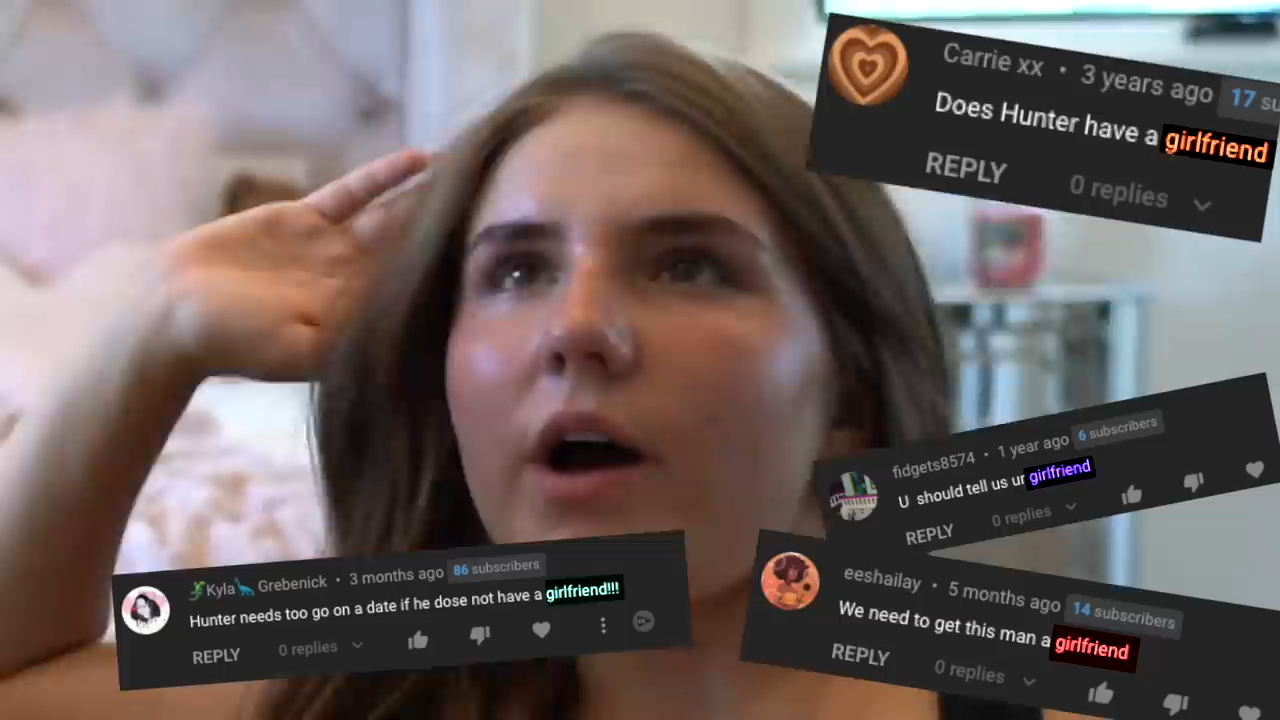 Carrie xx • 3 years ago 17 su
Does Hunter have a girlfriend
REPLY 0 replies
fidgets8574 • 1 year ago 6 subscribers
U should tell us ur girlfriend
REPLY 0 replies
🦎Kyla🦕 Grebenick • 3 months ago 86 subscribers
Hunter needs too go on a date if he dose not have a girlfriend!!!
REPLY 0 replies
eeshailay • 5 months ago 14 subscribers
We need to get this man a girlfriend
REPLY 0 replies